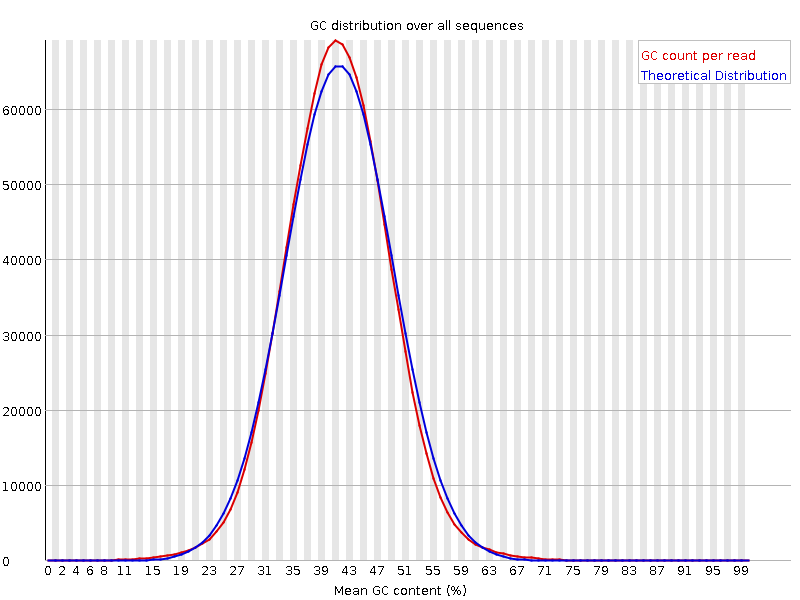 GC distribution over all sequences
GC count per read
Theoretical Distribution
60000
50000
40000
30000
20000
10000
0
0 2 4 6 8 11 15 19 23 27 31 35 39 43 47 51 55 59 63 67 71 75 79 83 87 91 95 99
Mean GC content (%)